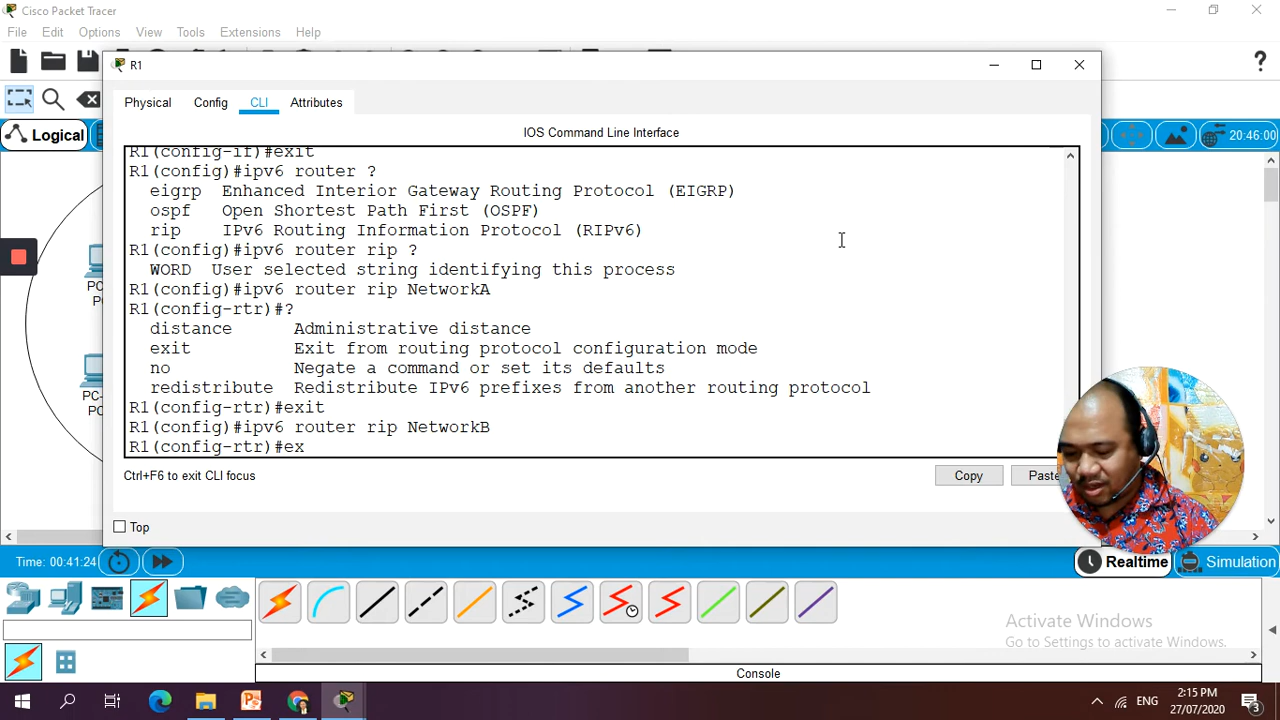 Cisco Packet Tracer
File Edit Options View Tools Extensions Help
R1
Physical Config CLI Attributes
Logical
20:46:00
IOS Command Line Interface
R1(config-if)#exit
R1(config)#ipv6 router ?
eigrp Enhanced Interior Gateway Routing Protocol (EIGRP)
ospf Open Shortest Path First (OSPF)
rip IPv6 Routing Information Protocol (RIPv6)
R1(config)#ipv6 router rip ?
WORD User selected string identifying this process
R1(config)#ipv6 router rip NetworkA
R1(config-rtr)#?
distance Administrative distance
exit Exit from routing protocol configuration mode
no Negate a command or set its defaults
redistribute Redistribute IPv6 prefixes from another routing protocol
R1(config-rtr)#exit
R1(config)#ipv6 router rip NetworkB
R1(config-rtr)#ex
Ctrl+F6 to exit CLI focus
Copy Paste
Top
Time: 00:41:24
Realtime Simulation
Activate Windows
Go to Settings to activate Windows.
Console
ENG
2:15 PM
27/07/2020
3